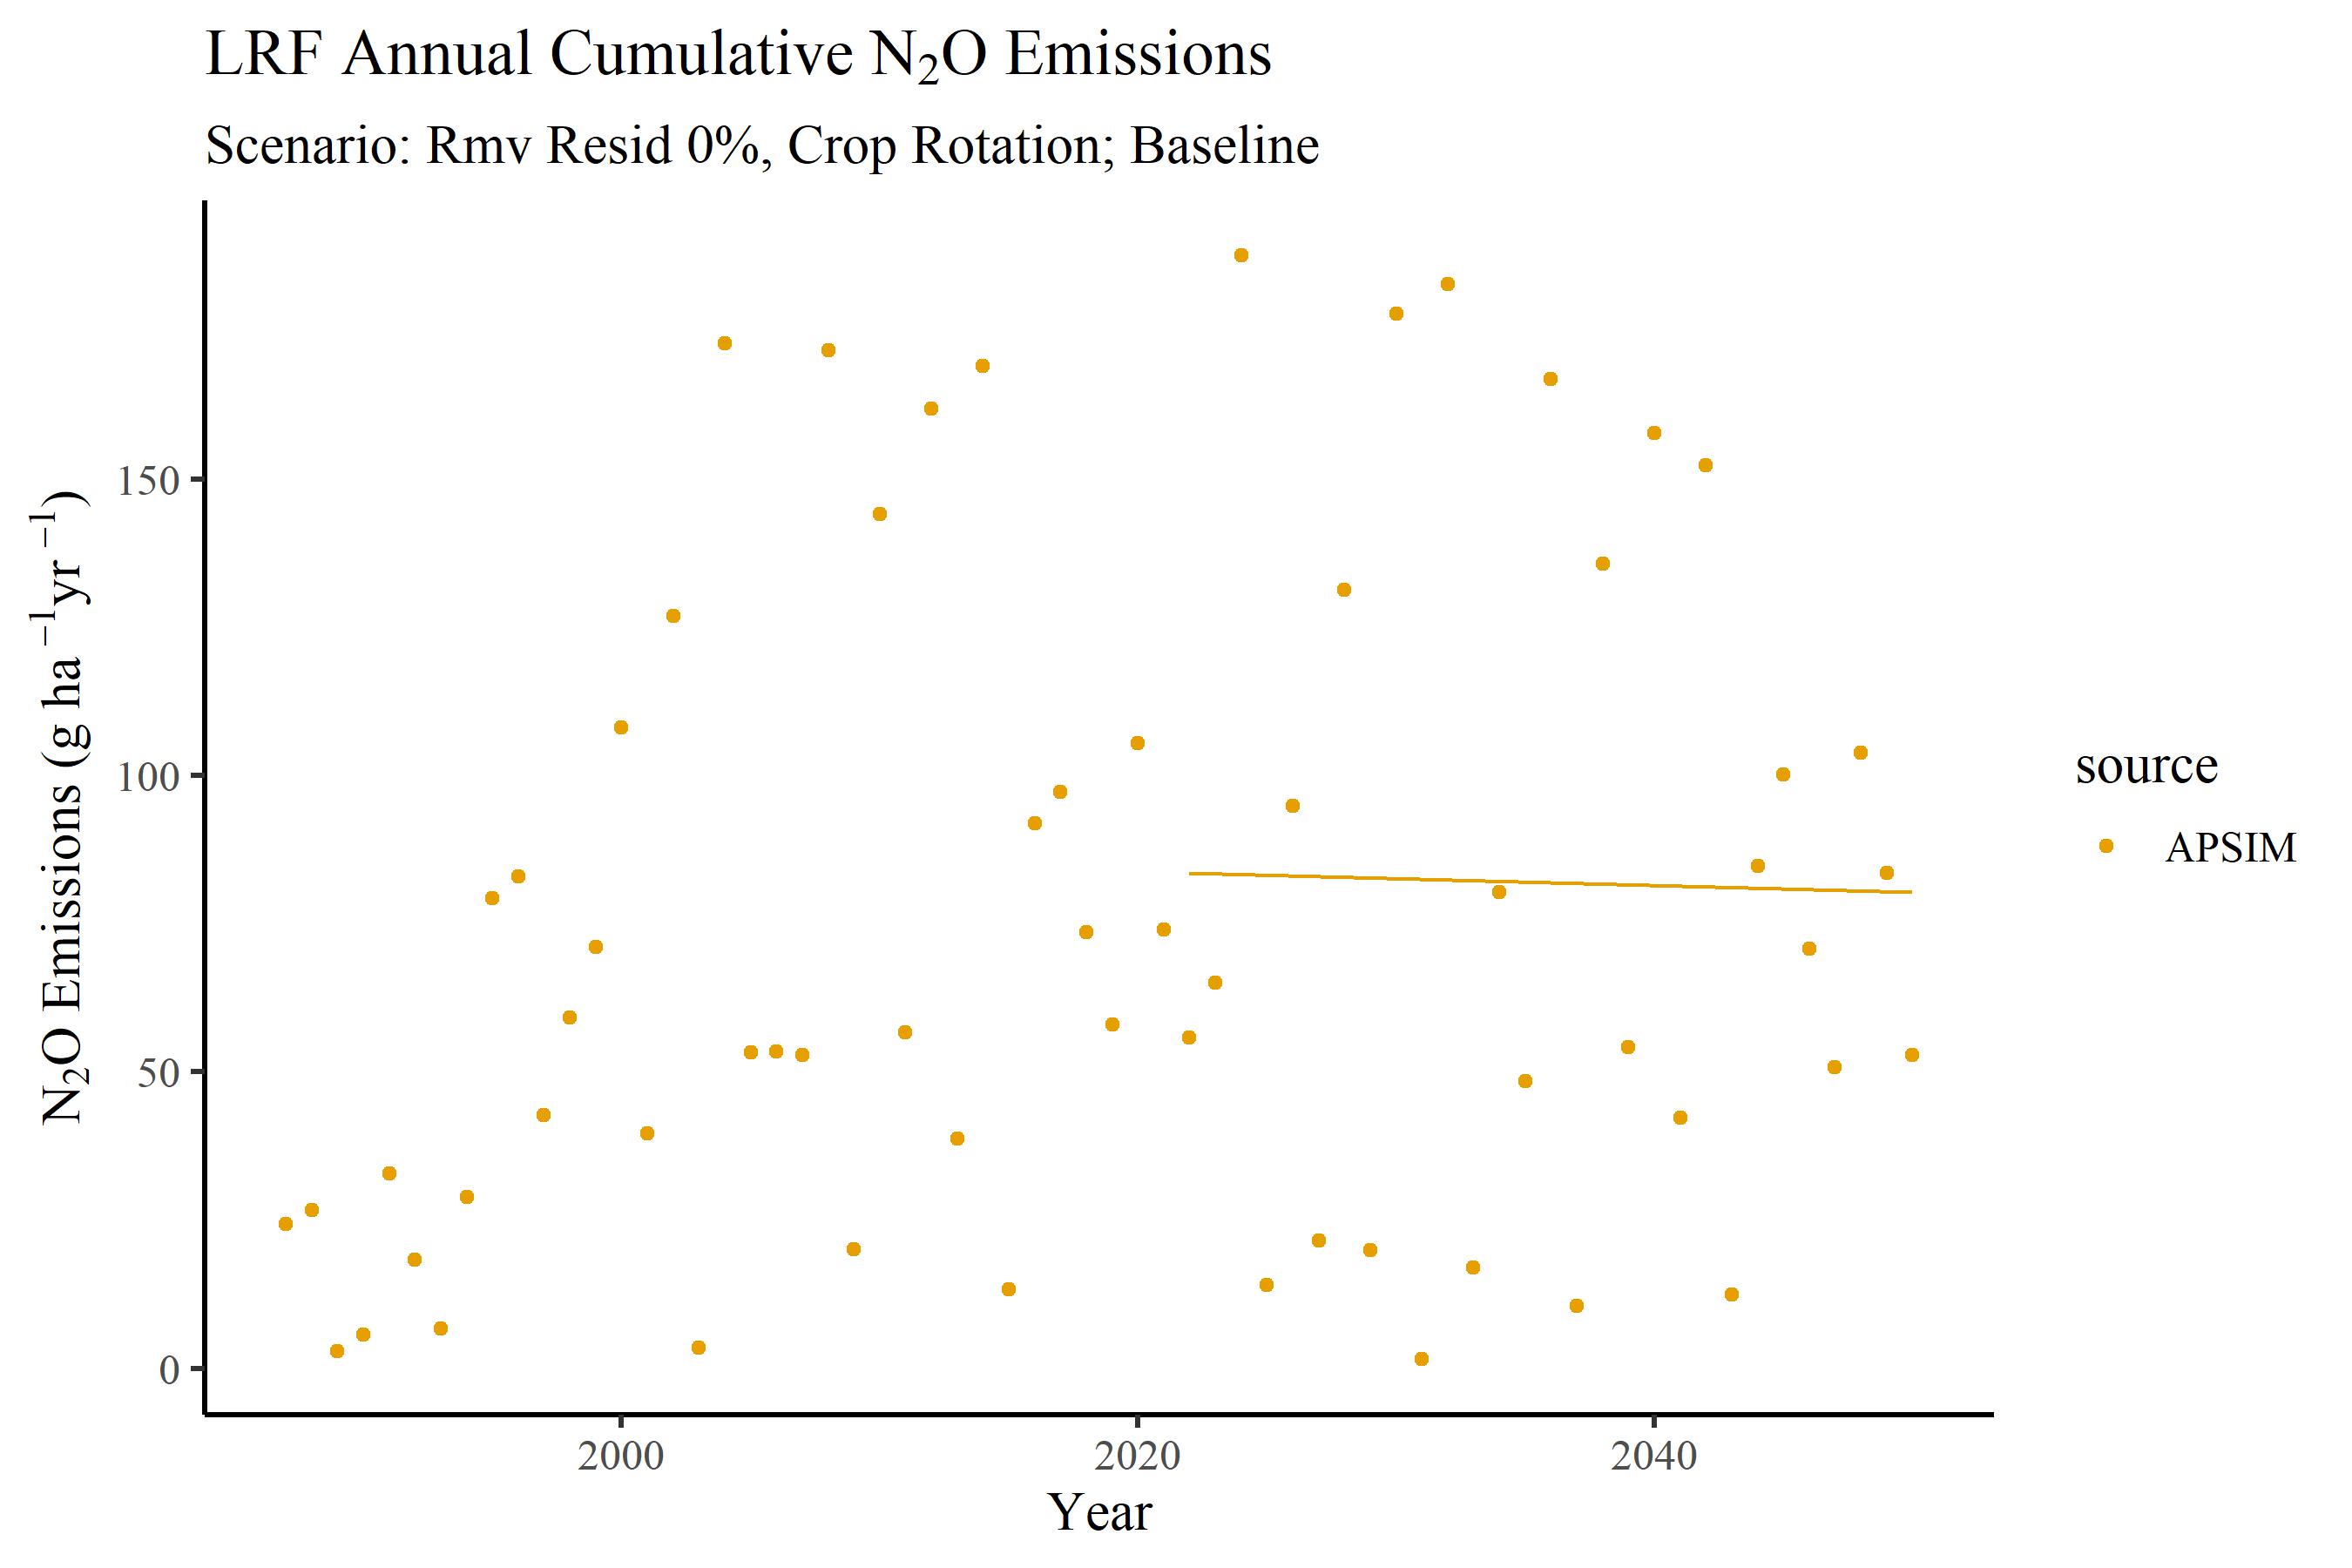 LRF Annual Cumulative N₂O Emissions
Scenario: Rmv Resid 0%, Crop Rotation; Baseline
N₂O Emissions (g ha⁻¹yr⁻¹)
150
100
50
0
2000 2020 2040
Year
source
APSIM